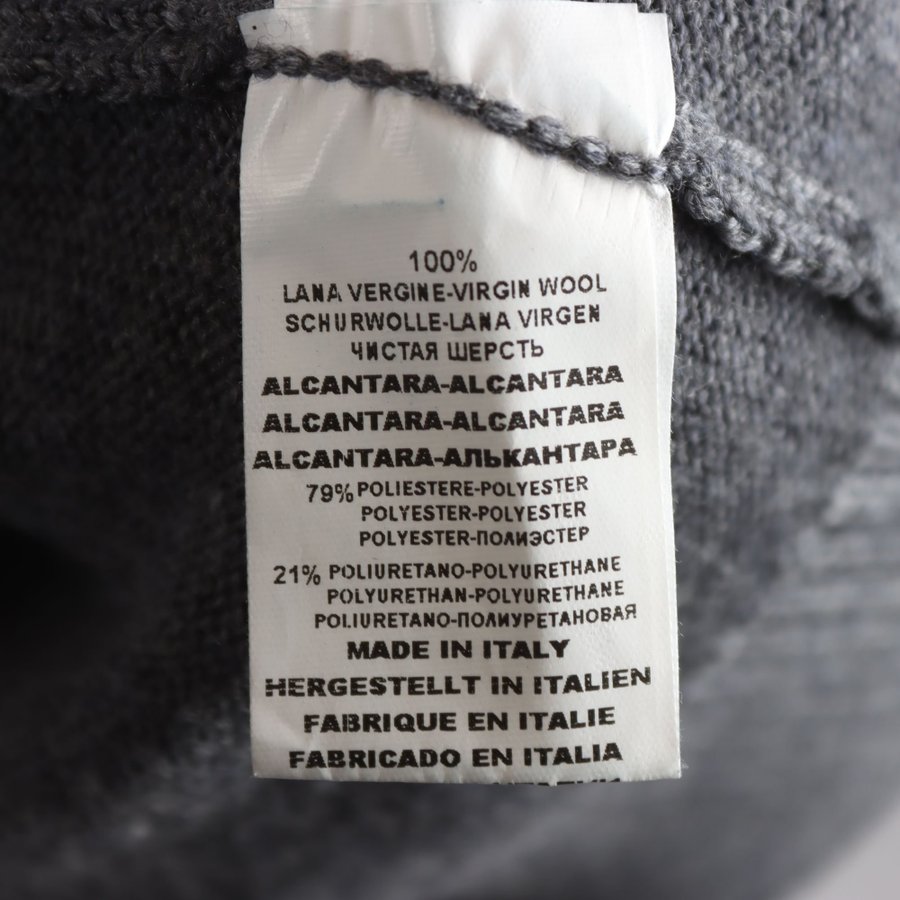 100%
LANA VERGINE-VIRGIN WOOL
SCHURWOLLE-LANA VIRGEN
ЧИСТАЯ ШЕРСТЬ
ALCANTARA-ALCANTARA
ALCANTARA-ALCANTARA
ALCANTARA-АЛЬКАНТАРА
79% POLIESTERE-POLYESTER
POLYESTER-POLYESTER
POLYESTER-ПОЛИЭСТЕР
21% POLIURETANO-POLYURETHANE
POLYURETHAN-POLYURETHANE
POLIURETANO-ПОЛИУРЕТАНОВАЯ
MADE IN ITALY
HERGESTELLT IN ITALIEN
FABRIQUE EN ITALIE
FABRICADO EN ITALIA